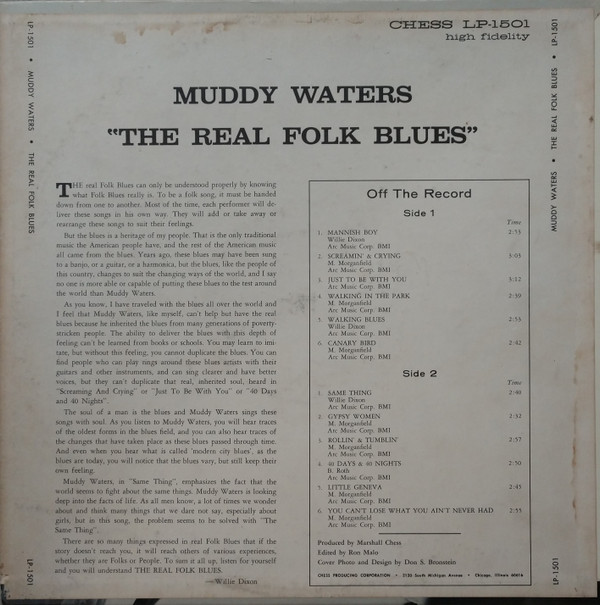 CHESS LP-1501
high fidelity
MUDDY WATERS
"THE REAL FOLK BLUES"
LP-1501 • MUDDY WATERS • THE REAL FOLK BLUES
LP-1501
THE real Folk Blues can only be understood properly by knowing
what Folk Blues really is. To be a folk song, it must be handed
down from one to another. Most of the time, each performer will de-
liver these songs in his own way. They will add or take away or
rearrange these songs to suit their feelings.
But the blues is a heritage of my people. That is the only traditional
music the American people have, and the rest of the American music
all came from the blues. Years ago, these blues may have been sung
to a banjo, or a guitar, or a harmonica, but the blues, like the people of
this country, changes to suit the changing ways of the world, and I say
no one is more able or capable of putting these blues to the test around
the world than Muddy Waters.
As you know, I have traveled with the blues all over the world and
I feel that Muddy Waters, like myself, can't help but have the real
blues because he inherited the blues from many generations of poverty-
stricken people. The ability to deliver the blues with this depth of
feeling can't be learned from books or schools. You may learn to imi-
tate, but without this feeling, you cannot duplicate the blues. You can
find people who can play rings around these blues artists with their
guitars and other instruments, and can sing clearer and have better
voices, but they can't duplicate that real, inherited soul, heard in
"Screaming And Crying" or "Just To Be With You" or "40 Days
and 40 Nights".
The soul of a man is the blues and Muddy Waters sings these
songs with soul. As you listen to Muddy Waters, you will hear traces
of the oldest forms in the blues field, and you can also hear traces of
the changes that have taken place as these blues passed through time.
And even when you hear what is called 'modern city blues', as the
blues are today, you will notice that the blues vary, but still keep their
own feeling.
Muddy Waters, in "Same Thing", emphasizes the fact that the
world seems to fight about the same things. Muddy Waters is looking
deep into the facts of life. As all men know, a lot of times we wonder
about and think many things that we dare not say, especially about
girls, but in this song, the problem seems to be solved with "The
Same Thing".
There are so many things expressed in real Folk Blues that if the
story doesn't reach you, it will reach others of various experiences,
whether they are Folks or People. To turn it all up, listen for yourself
and you will understand THE REAL FOLK BLUES.
—Willie Dixon
Off The Record
Side 1
Time
1. MANNISH BOY 2:53
Willie Dixon
Arc Music Corp. BMI
2. SCREAMIN' & CRYING 3:05
M. Morganfield
Arc Music Corp. BMI
3. JUST TO BE WITH YOU 3:12
M. Morganfield
Arc Music Corp. BMI
4. WALKING IN THE PARK 2:39
M. Morganfield
Arc Music Corp. BMI
5. WALKING BLUES 2:53
Willie Dixon
Arc Music Corp. BMI
6. CANARY BIRD 2:42
M. Morganfield
Arc Music Corp. BMI
Side 2
Time
1. SAME THING 2:40
Willie Dixon
Arc Music Corp. BMI
2. GYPSY WOMEN 2:32
M. Morganfield
Arc Music Corp. BMI
3. ROLLIN' & TUMBLIN' 2:57
M. Morganfield
Arc Music Corp. BMI
4. 40 DAYS & 40 NIGHTS 2:50
B. Roth
Arc Music Corp. BMI
5. LITTLE GENEVA 2:45
M. Morganfield
Arc Music Corp. BMI
6. YOU CAN'T LOSE WHAT YOU AIN'T NEVER HAD 2:55
M. Morganfield
Arc Music Corp. BMI
Produced by Marshall Chess
Edited by Ron Malo
Cover Photo and Design by Don S. Bronstein
CHESS PRODUCING CORPORATION • 2120 South Michigan Avenue • Chicago, Illinois 60616
MUDDY WATERS • THE REAL FOLK BLUES • LP-1501
LP-1501